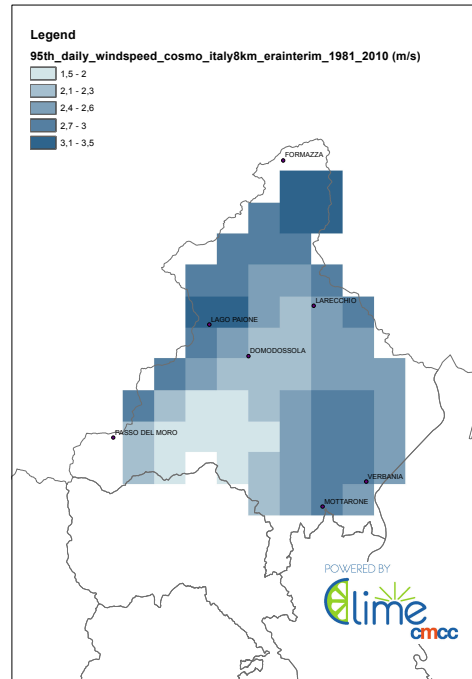 Legend
95th_daily_windspeed_cosmo_italy8km_erainterim_1981_2010 (m/s)
1,5 - 2
2,1 - 2,3
2,4 - 2,6
2,7 - 3
3,1 - 3,5
FORMAZZA
LARECCHIO
LAGO PAIONE
DOMODOSSOLA
PASSO DEL MORO
VERBANIA
MOTTARONE
POWERED BY
Clime
cmcc